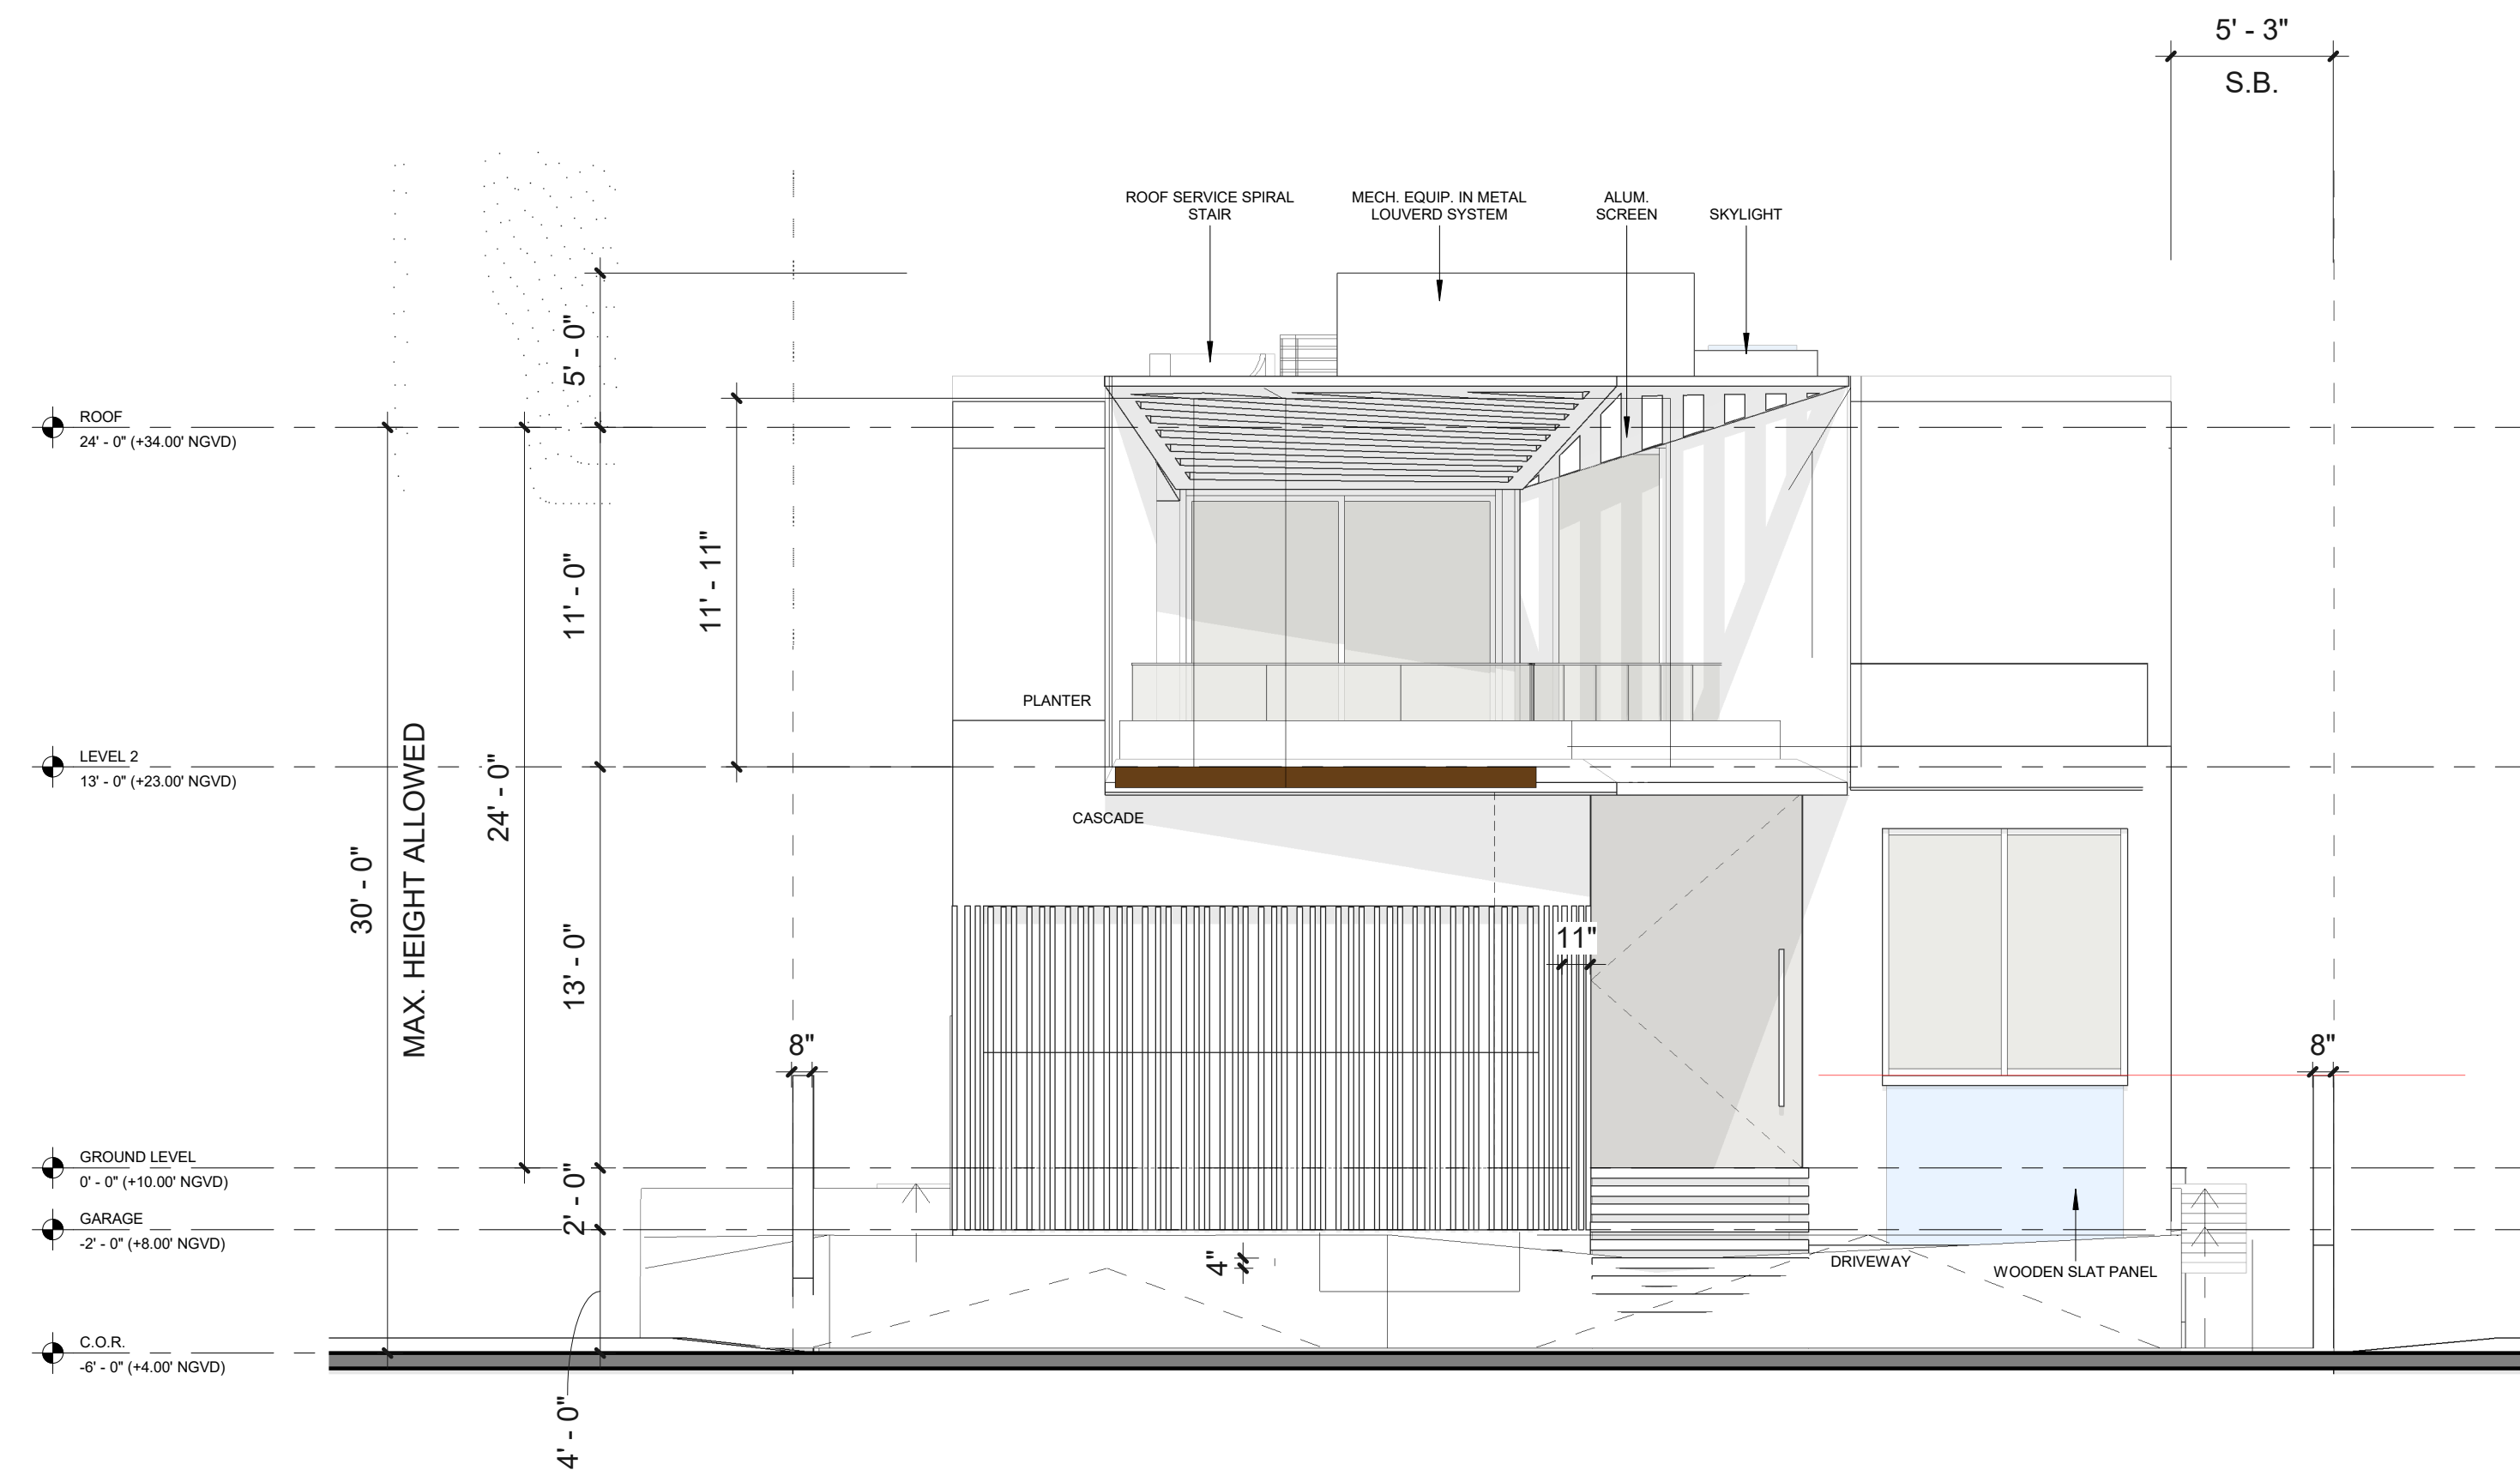 5' - 3"
S.B.
ROOF SERVICE SPIRAL
STAIR
MECH. EQUIP. IN METAL
LOUVERD SYSTEM
ALUM.
SCREEN
SKYLIGHT
5' - 0"
ROOF
24' - 0" (+34.00' NGVD)
11' - 0"
11' - 11"
PLANTER
LEVEL 2
13' - 0" (+23.00' NGVD)
24' - 0"
CASCADE
30' - 0"
MAX. HEIGHT ALLOWED
13' - 0"
11"
8"
8"
GROUND LEVEL
0' - 0" (+10.00' NGVD)
2' - 0"
GARAGE
-2' - 0" (+8.00' NGVD)
4"
DRIVEWAY
WOODEN SLAT PANEL
C.O.R.
-6' - 0" (+4.00' NGVD)
4' - 0"